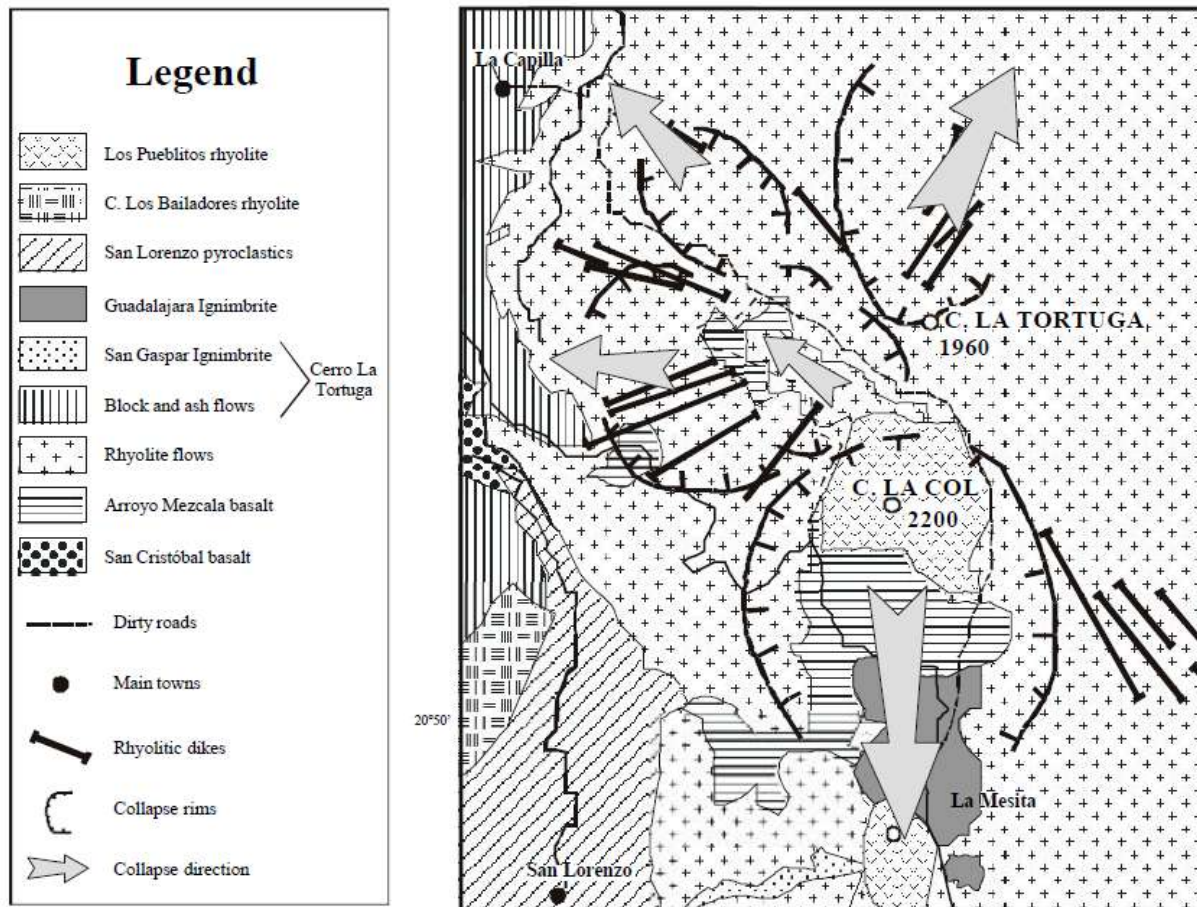 Legend
Los Pueblitos rhyolite
C. Los Bailadores rhyolite
San Lorenzo pyroclastics
Guadalajara Ignimbrite
San Gaspar Ignimbrite
Block and ash flows
Cerro La
Tortuga
Rhyolite flows
Arroyo Mezcala basalt
San Cristóbal basalt
Dirty roads
Main towns
Rhyolitic dikes
Collapse rims
Collapse direction
La Capilla
C. LA TORTUGA
1960
C. LA COL
2200
20°50'
La Mesita
San Lorenzo